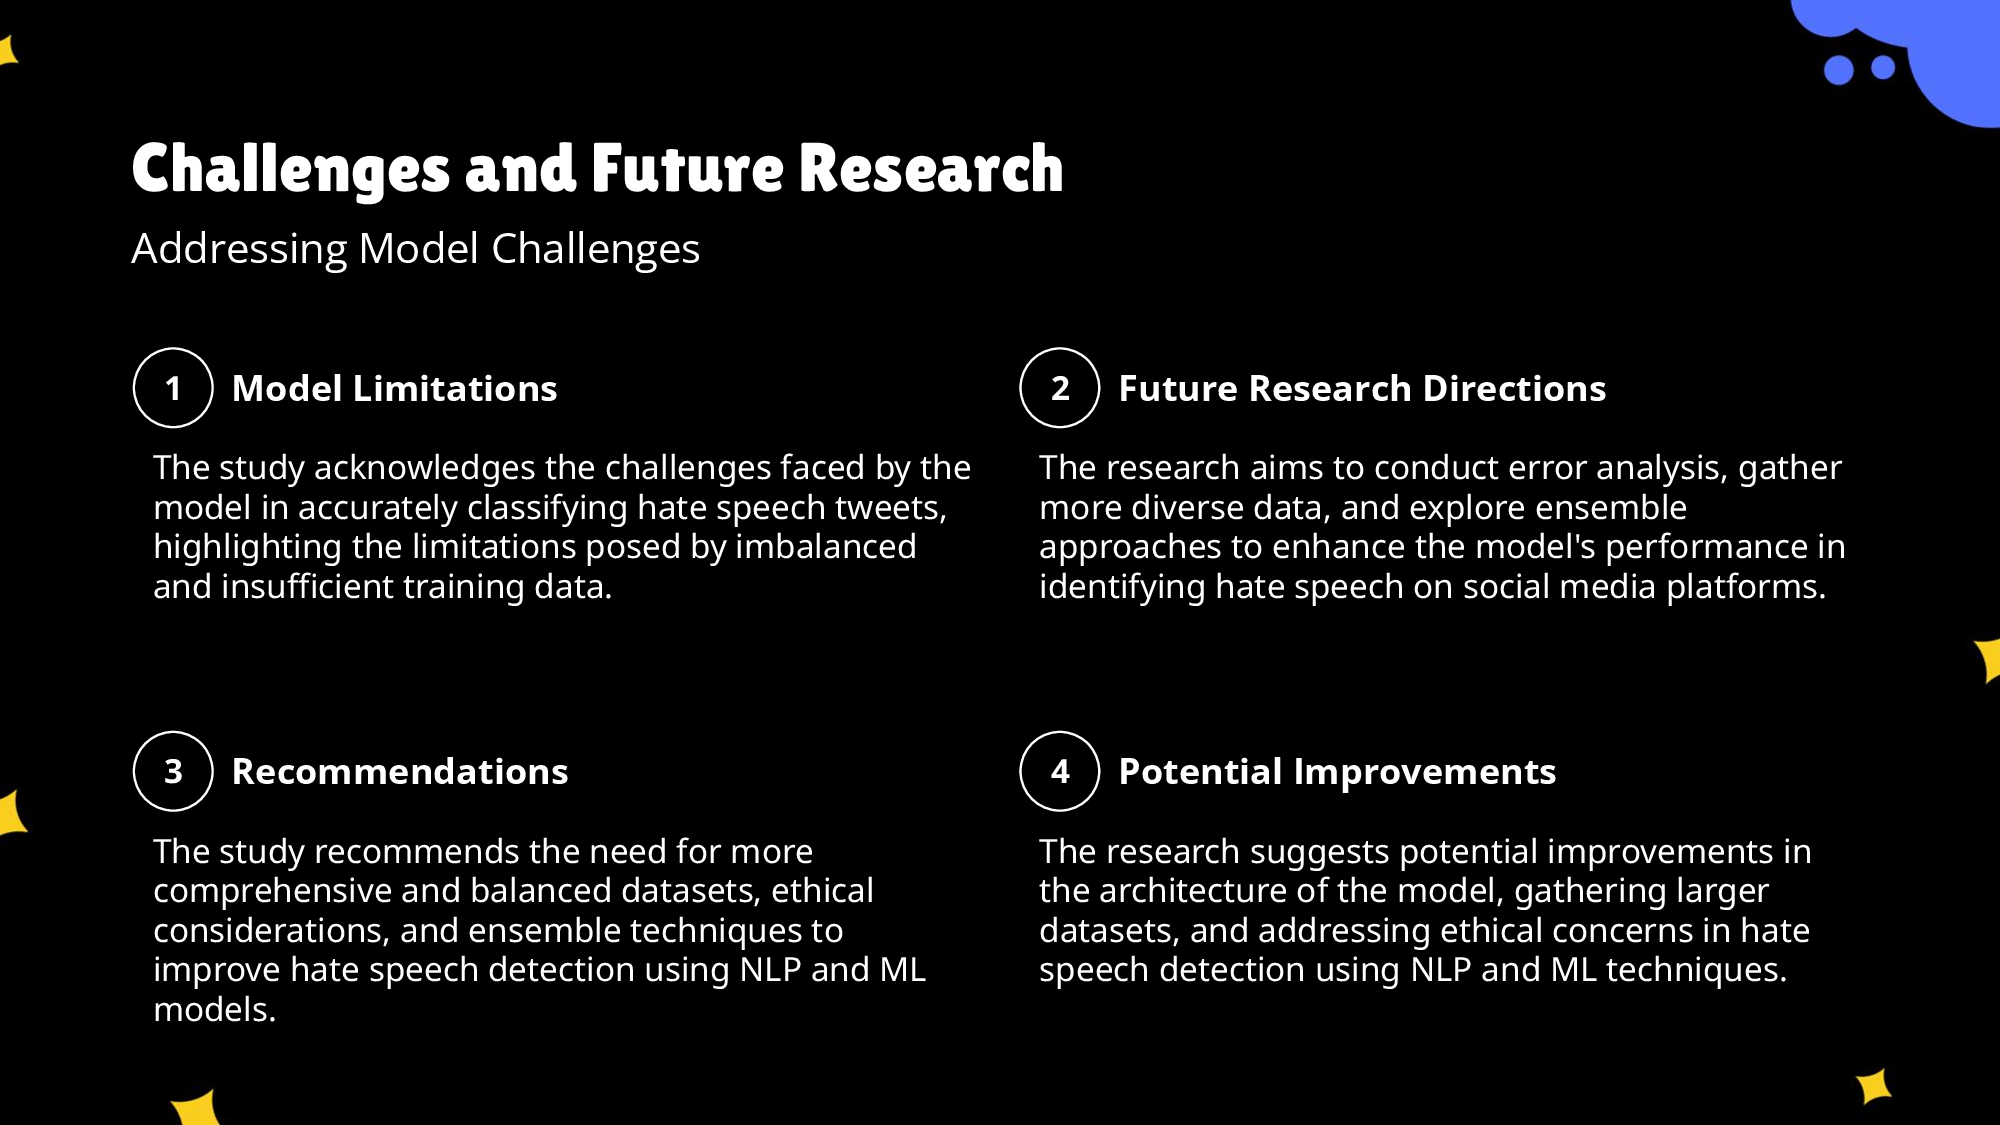 Challenges and Future Research
Addressing Model Challenges
1 Model Limitations
The study acknowledges the challenges faced by the
model in accurately classifying hate speech tweets,
highlighting the limitations posed by imbalanced
and insufficient training data.
2 Future Research Directions
The research aims to conduct error analysis, gather
more diverse data, and explore ensemble
approaches to enhance the model's performance in
identifying hate speech on social media platforms.
3 Recommendations
The study recommends the need for more
comprehensive and balanced datasets, ethical
considerations, and ensemble techniques to
improve hate speech detection using NLP and ML
models.
4 Potential Improvements
The research suggests potential improvements in
the architecture of the model, gathering larger
datasets, and addressing ethical concerns in hate
speech detection using NLP and ML techniques.